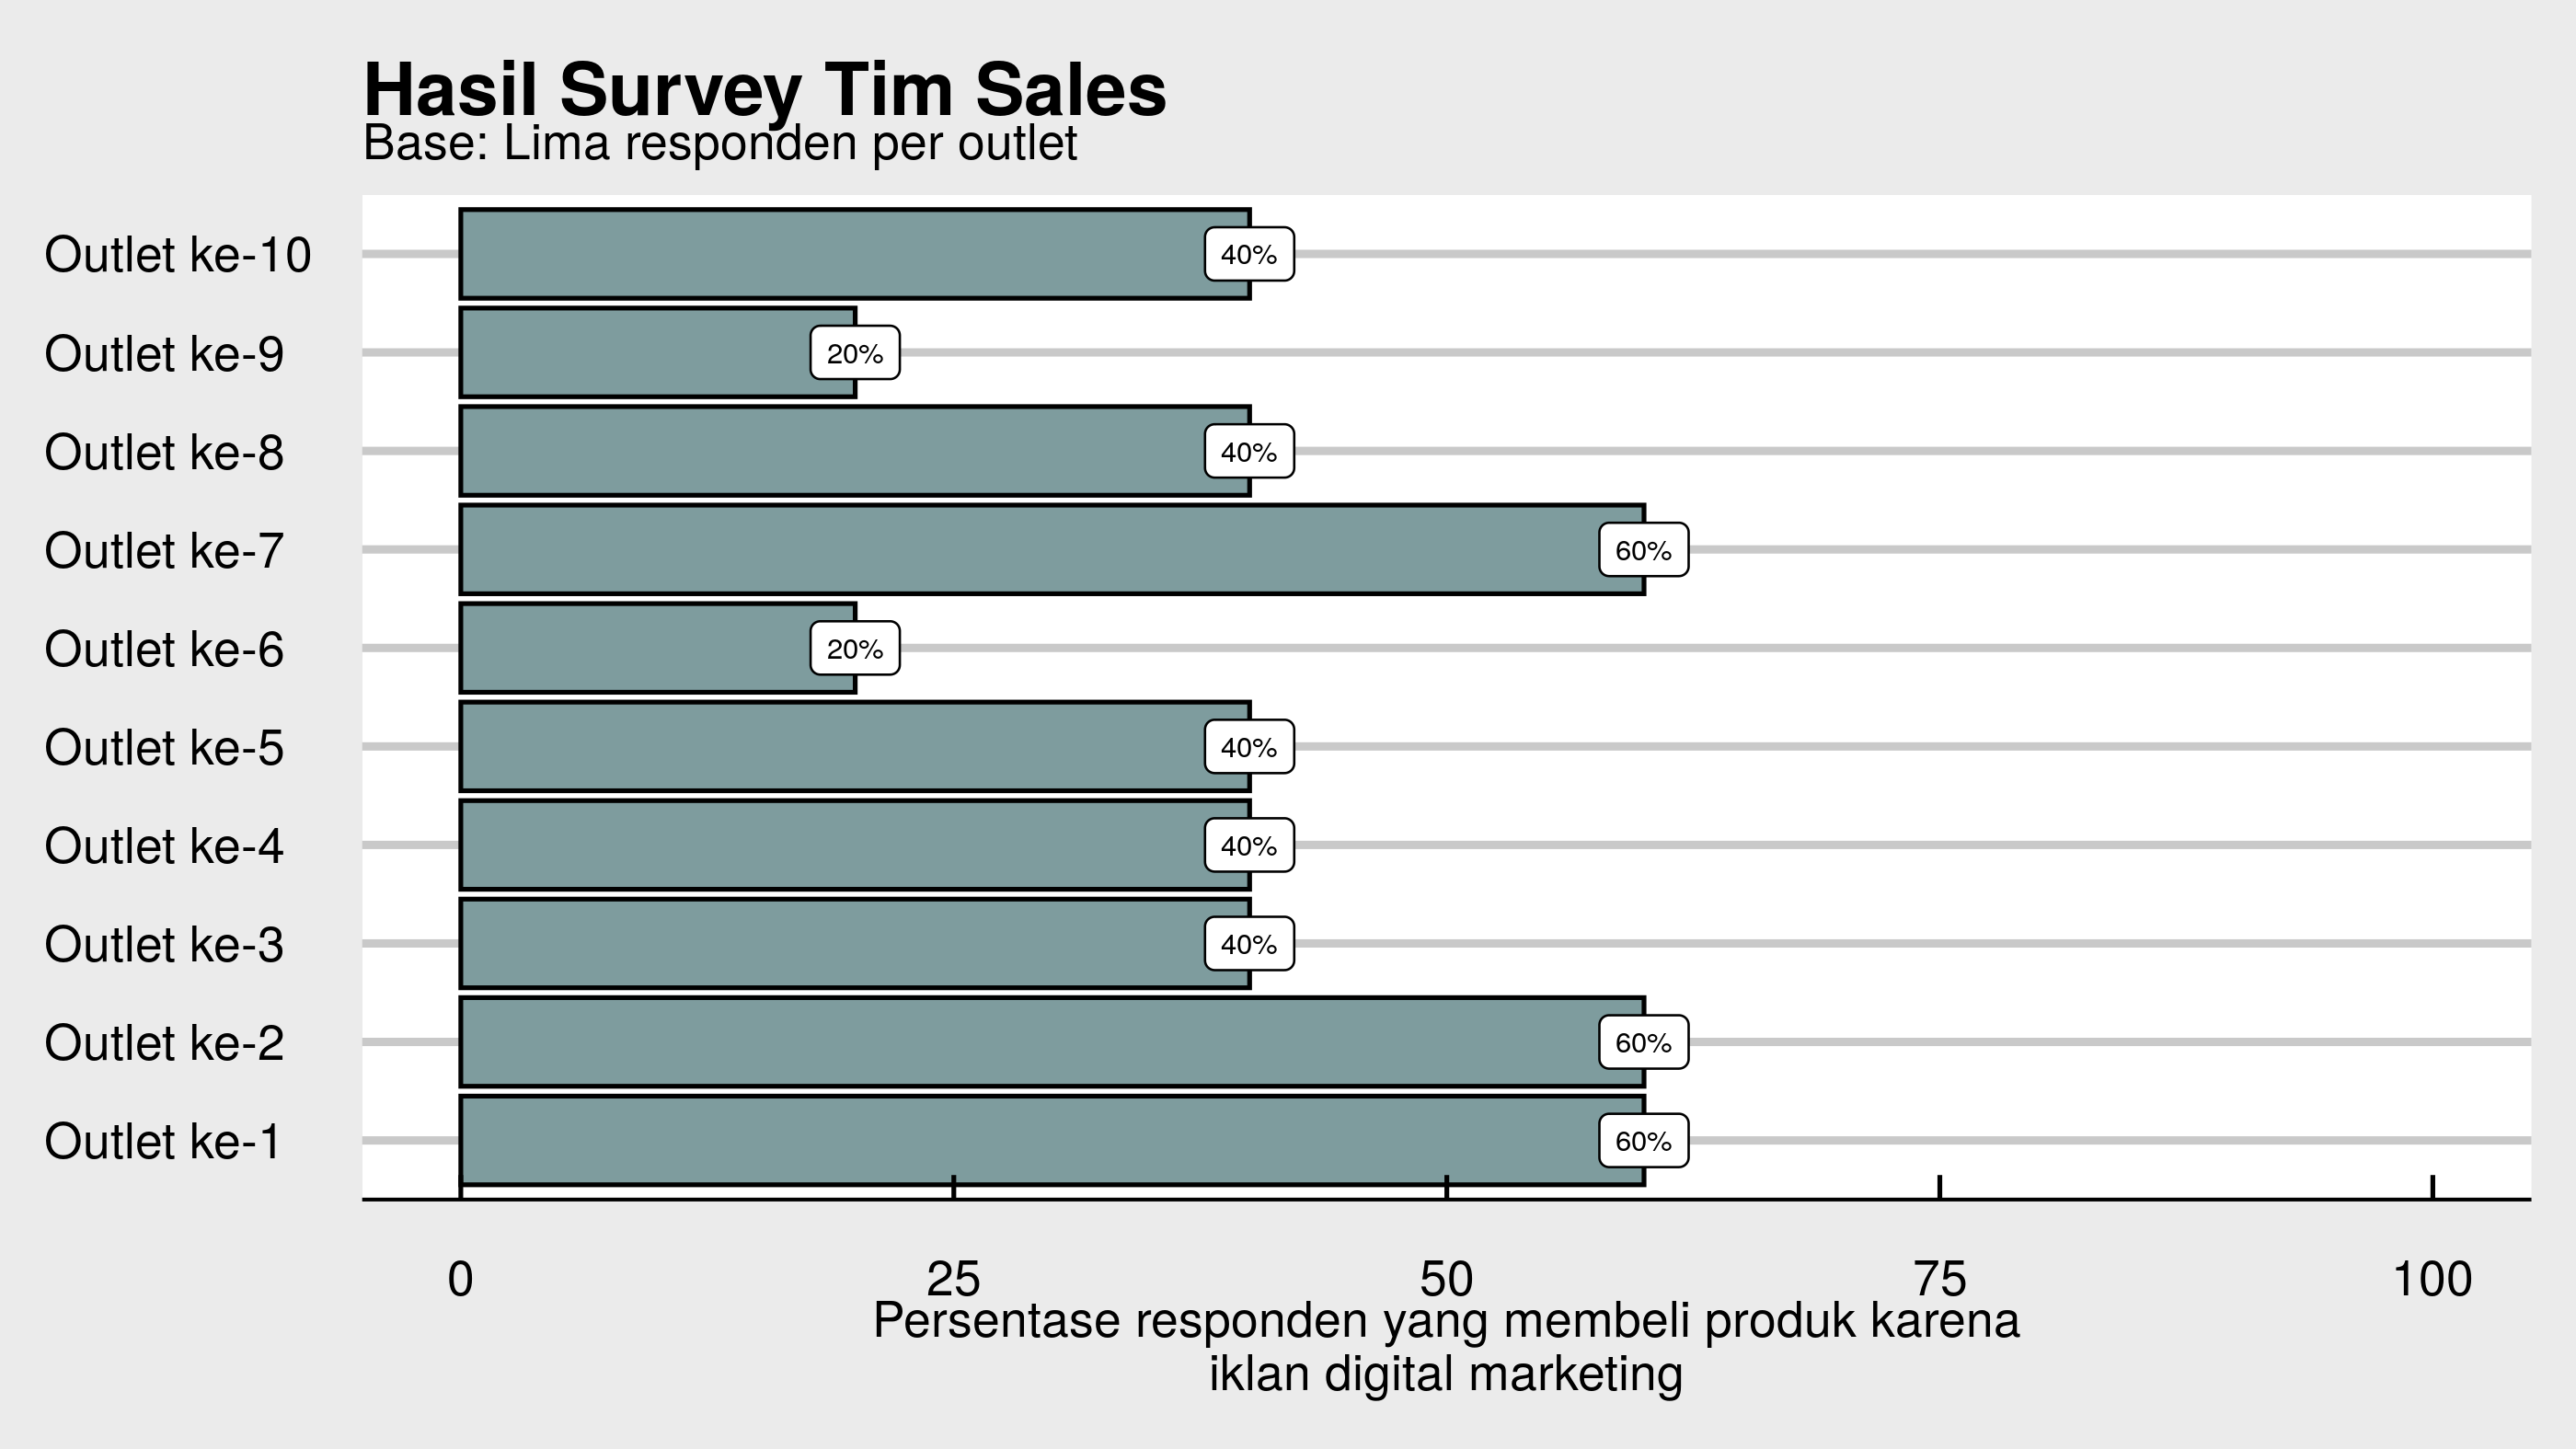 Hasil Survey Tim Sales
Base: Lima responden per outlet
Outlet ke-10
40%
Outlet ke-9
20%
Outlet ke-8
40%
Outlet ke-7
60%
Outlet ke-6
20%
Outlet ke-5
40%
Outlet ke-4
40%
Outlet ke-3
40%
Outlet ke-2
60%
Outlet ke-1
60%
0 25 50 75 100
Persentase responden yang membeli produk karena
iklan digital marketing